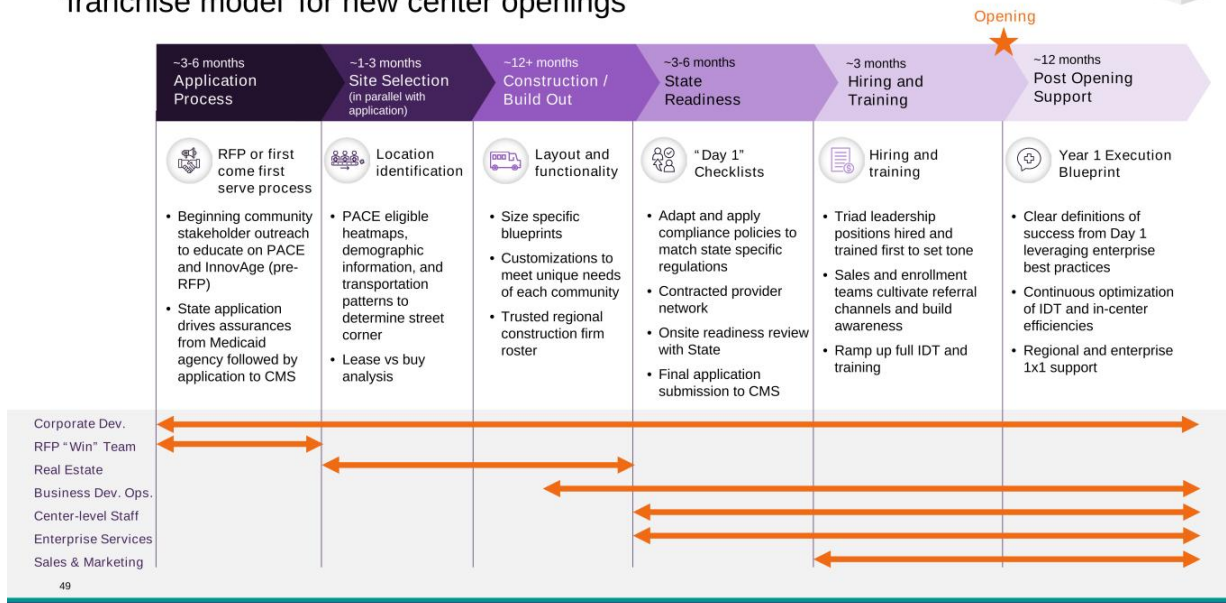 franchise model for new center openings
Opening
~3-6 months
Application
Process
~1-3 months
Site Selection
(in parallel with
application)
~12+ months
Construction /
Build Out
~3-6 months
State
Readiness
~3 months
Hiring and
Training
~12 months
Post Opening
Support
RFP or first
come first
serve process
• Beginning community
stakeholder outreach
to educate on PACE
and InnovAge (pre-
RFP)
• State application
drives assurances
from Medicaid
agency followed by
application to CMS
Location
identification
• PACE eligible
heatmaps,
demographic
information, and
transportation
patterns to
determine street
corner
• Lease vs buy
analysis
Layout and
functionality
• Size specific
blueprints
• Customizations to
meet unique needs
of each community
• Trusted regional
construction firm
roster
"Day 1"
Checklists
• Adapt and apply
compliance policies to
match state specific
regulations
• Contracted provider
network
• Onsite readiness review
with State
• Final application
submission to CMS
Hiring and
training
• Triad leadership
positions hired and
trained first to set tone
• Sales and enrollment
teams cultivate referral
channels and build
awareness
• Ramp up full IDT and
training
Year 1 Execution
Blueprint
• Clear definitions of
success from Day 1
leveraging enterprise
best practices
• Continuous optimization
of IDT and in-center
efficiencies
• Regional and enterprise
1x1 support
Corporate Dev.
RFP "Win" Team
Real Estate
Business Dev. Ops.
Center-level Staff
Enterprise Services
Sales & Marketing
49